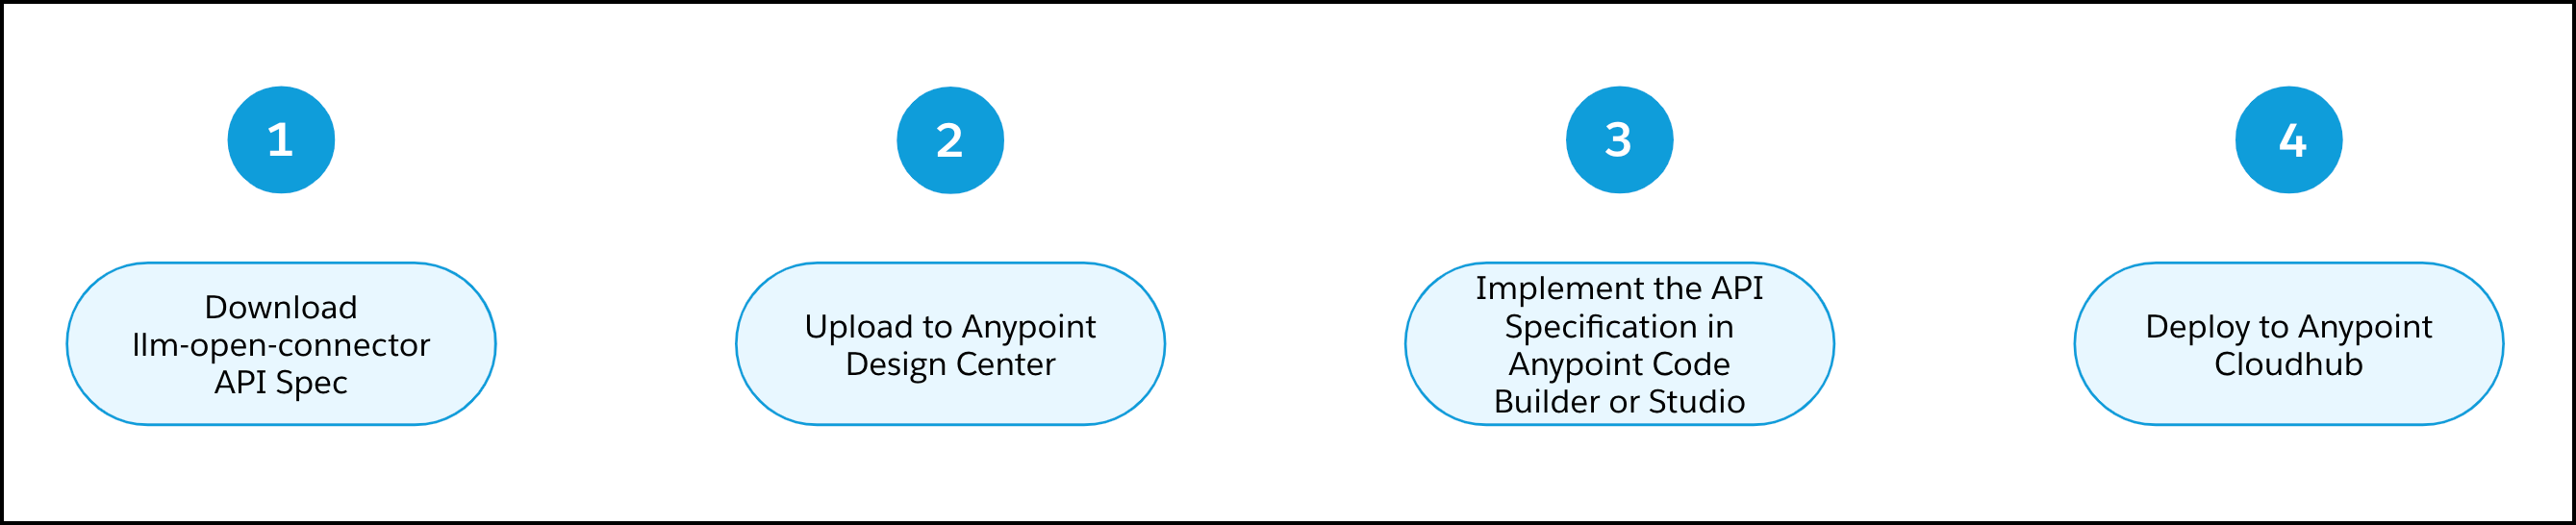 1
Download
llm-open-connector
API Spec
2
Upload to Anypoint
Design Center
3
Implement the API
Specification in
Anypoint Code
Builder or Studio
4
Deploy to Anypoint
Cloudhub